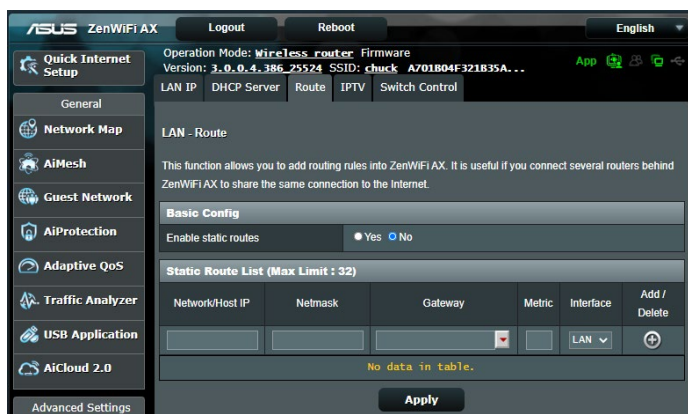 ASUS ZenWiFi AX Logout Reboot English
Quick Internet Setup
Operation Mode: Wireless router Firmware
Version: 3.0.0.4.386_25524 SSID: chuck A701B04F321B35A...
App
LAN IP DHCP Server Route IPTV Switch Control
General
Network Map
AiMesh
Guest Network
AiProtection
Adaptive QoS
Traffic Analyzer
USB Application
AiCloud 2.0
Advanced Settings
LAN - Route
This function allows you to add routing rules into ZenWiFi AX. It is useful if you connect several routers behind
ZenWiFi AX to share the same connection to the Internet.
Basic Config
Enable static routes Yes No
Static Route List (Max Limit : 32)
Network/Host IP Netmask Gateway Metric Interface Add / Delete
LAN
No data in table.
Apply